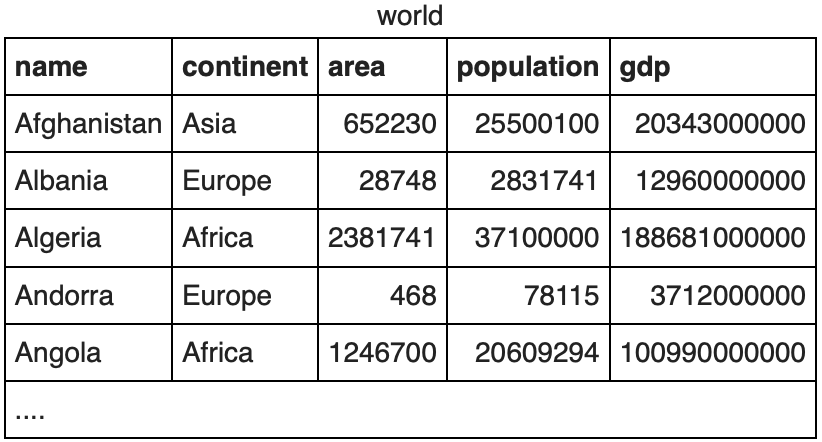 world
name continent area population gdp
Afghanistan Asia 652230 25500100 20343000000
Albania Europe 28748 2831741 12960000000
Algeria Africa 2381741 37100000 188681000000
Andorra Europe 468 78115 3712000000
Angola Africa 1246700 20609294 100990000000
....